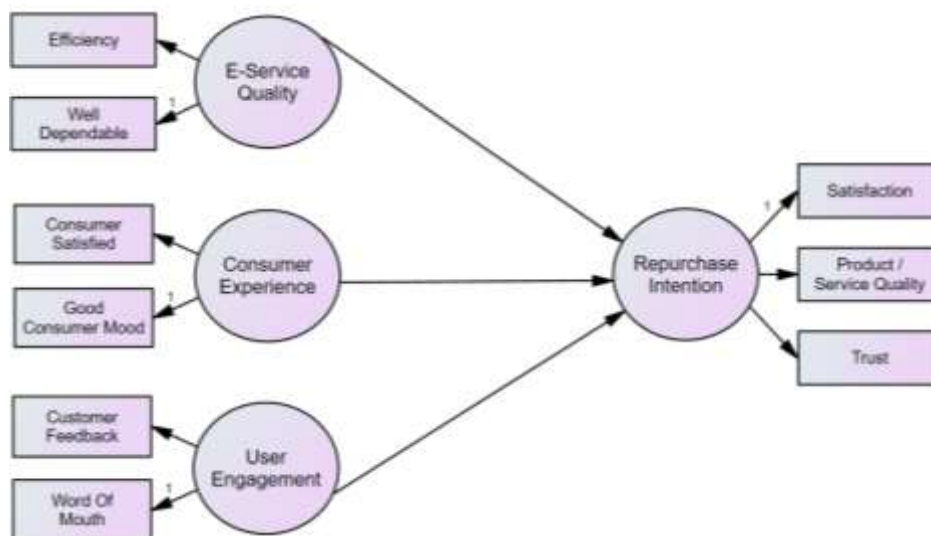 Efficiency
E-Service
Quality
1
Well
Dependable
Consumer
Satisfied
Consumer
Experience
1
Good
Consumer Mood
Customer
Feedback
User
Engagement
1
Word Of
Mouth
Repurchase
Intention
1
Satisfaction
Product /
Service Quality
Trust